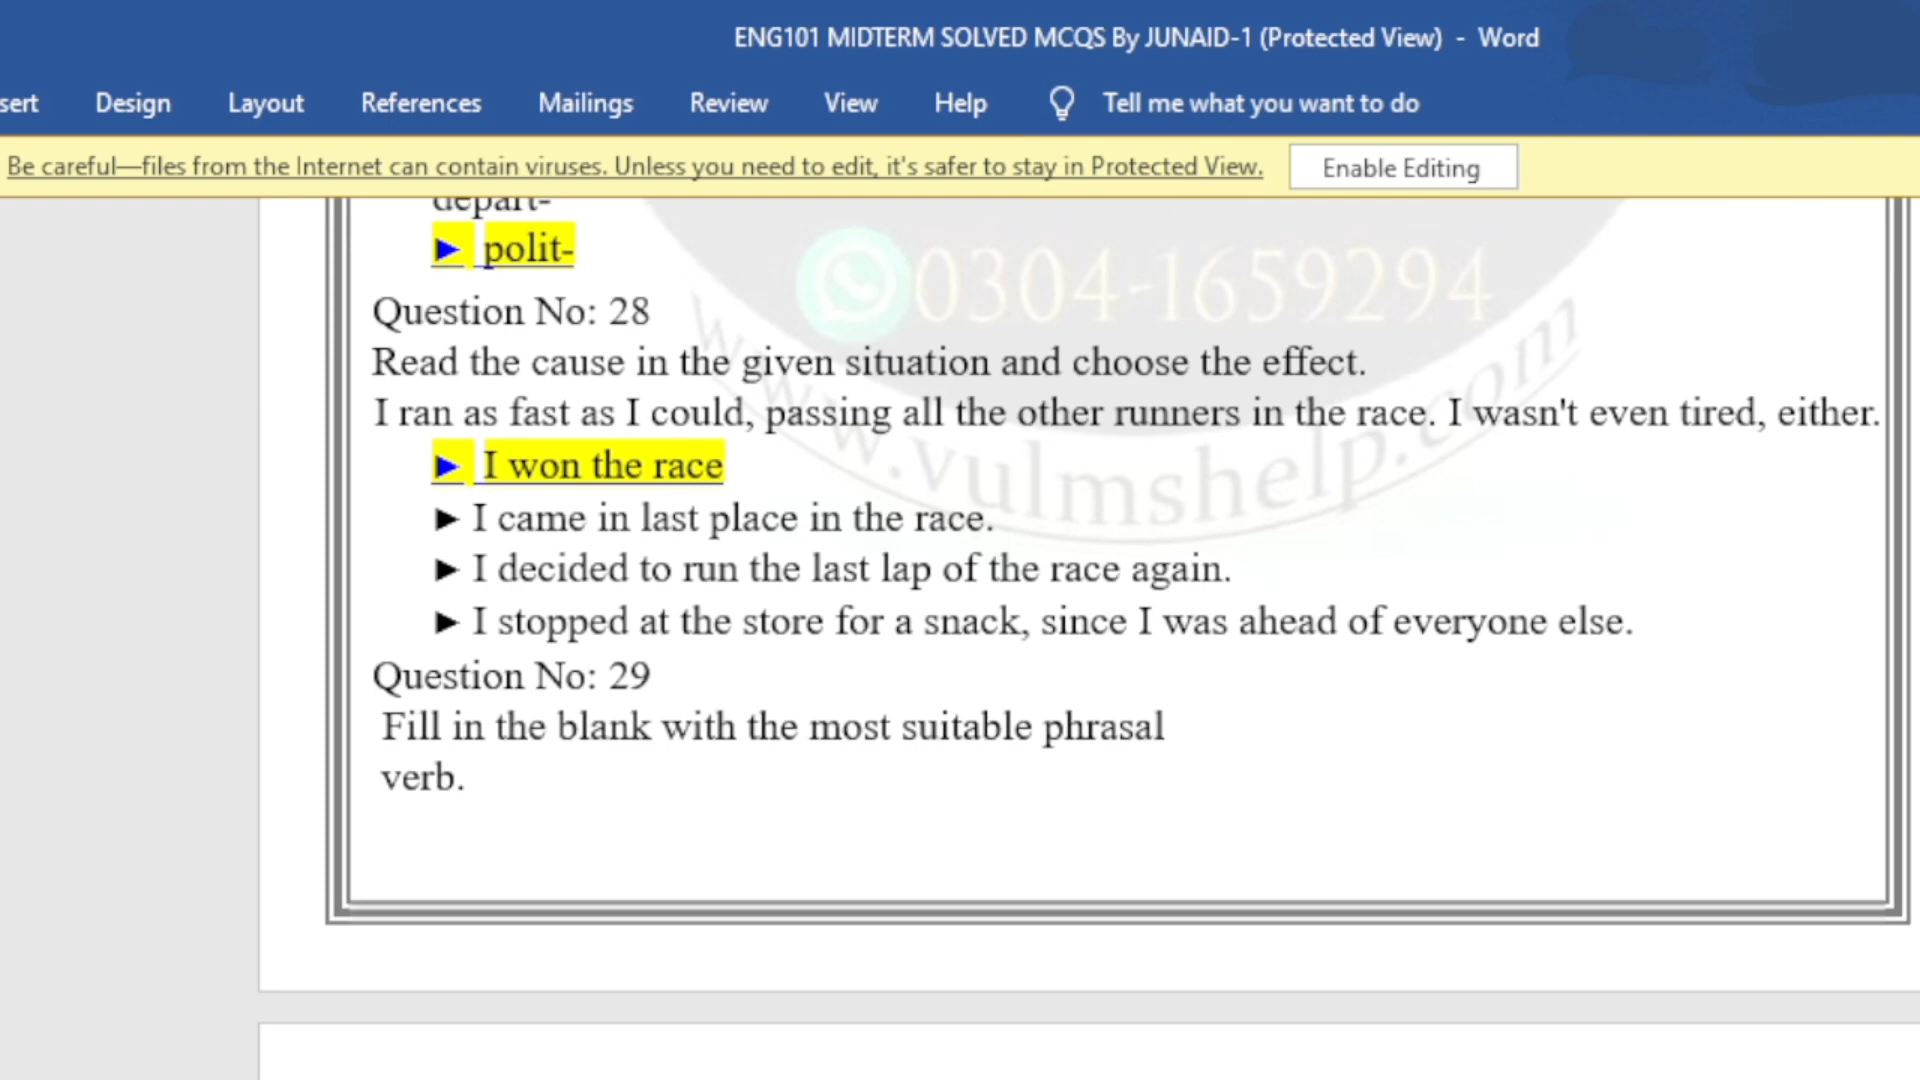 ENG101 MIDTERM SOLVED MCQS By JUNAID-1 (Protected View) - Word
sert Design Layout References Mailings Review View Help Tell me what you want to do
Be careful—files from the Internet can contain viruses. Unless you need to edit, it's safer to stay in Protected View. Enable Editing
depart-
► polit-
0304-1659294
www.vulmshelp.com
Question No: 28
Read the cause in the given situation and choose the effect.
I ran as fast as I could, passing all the other runners in the race. I wasn't even tired, either.
► I won the race
► I came in last place in the race.
► I decided to run the last lap of the race again.
► I stopped at the store for a snack, since I was ahead of everyone else.
Question No: 29
Fill in the blank with the most suitable phrasal
verb.